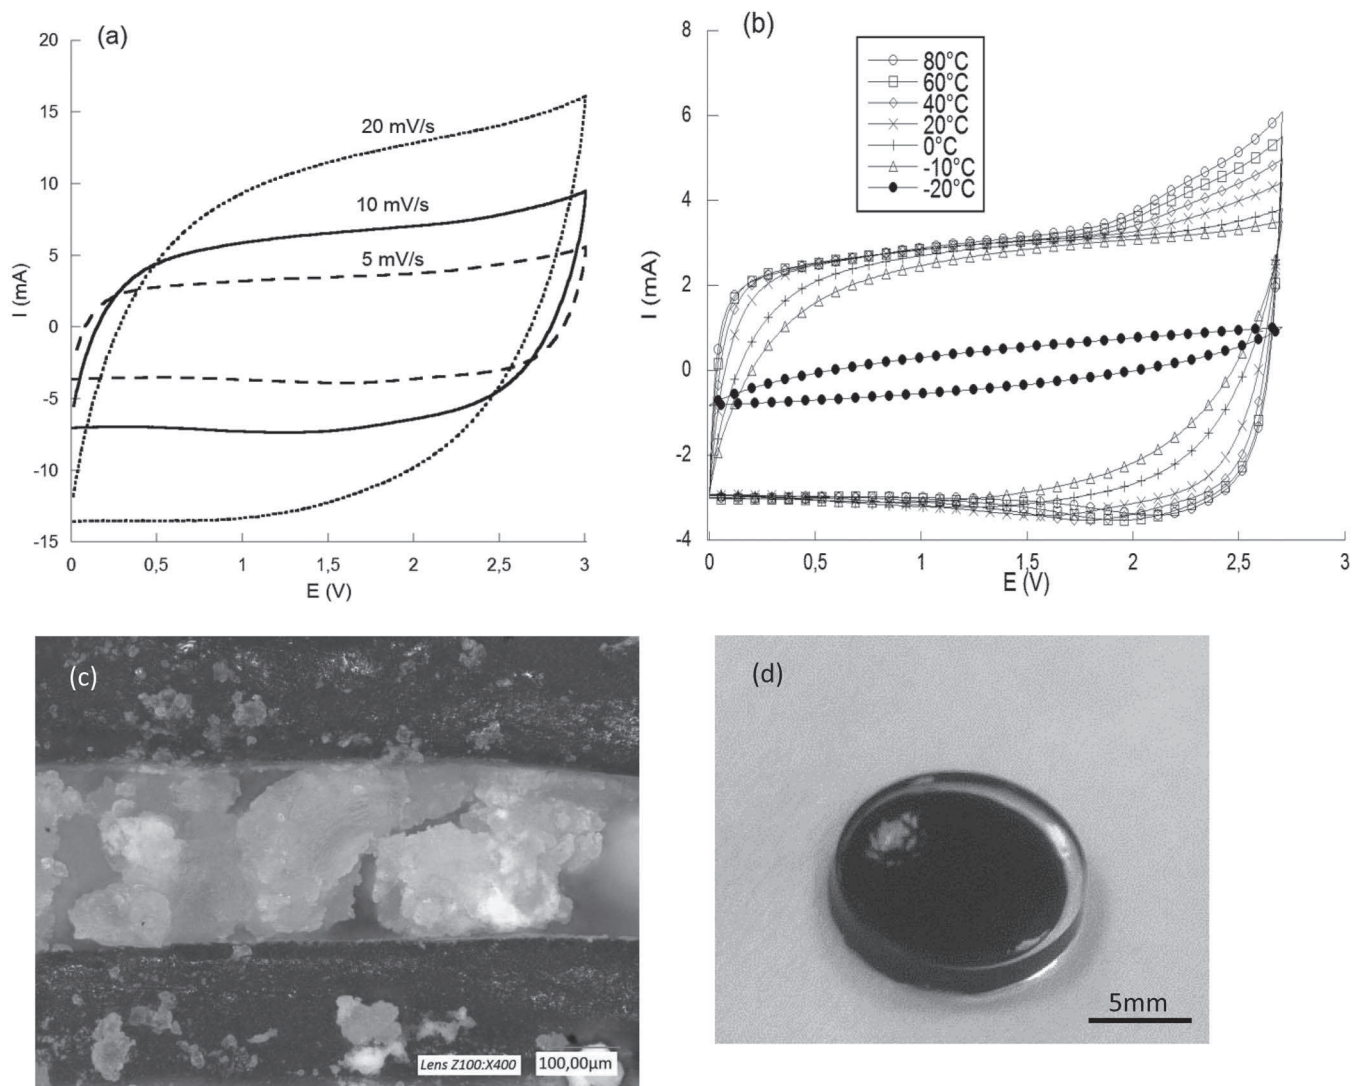 (a)
20
15
10
5
0
-5
-10
-15
I (mA)
20 mV/s
10 mV/s
5 mV/s
0
0,5
1
1,5
2
2,5
3
E (V)
(b)
8
6
4
2
0
-2
-4
I (mA)
80°C
60°C
40°C
20°C
0°C
-10°C
-20°C
0
0,5
1
1,5
2
2,5
3
E (V)
(c)
Lens Z100:X400
100,00µm
(d)
5mm